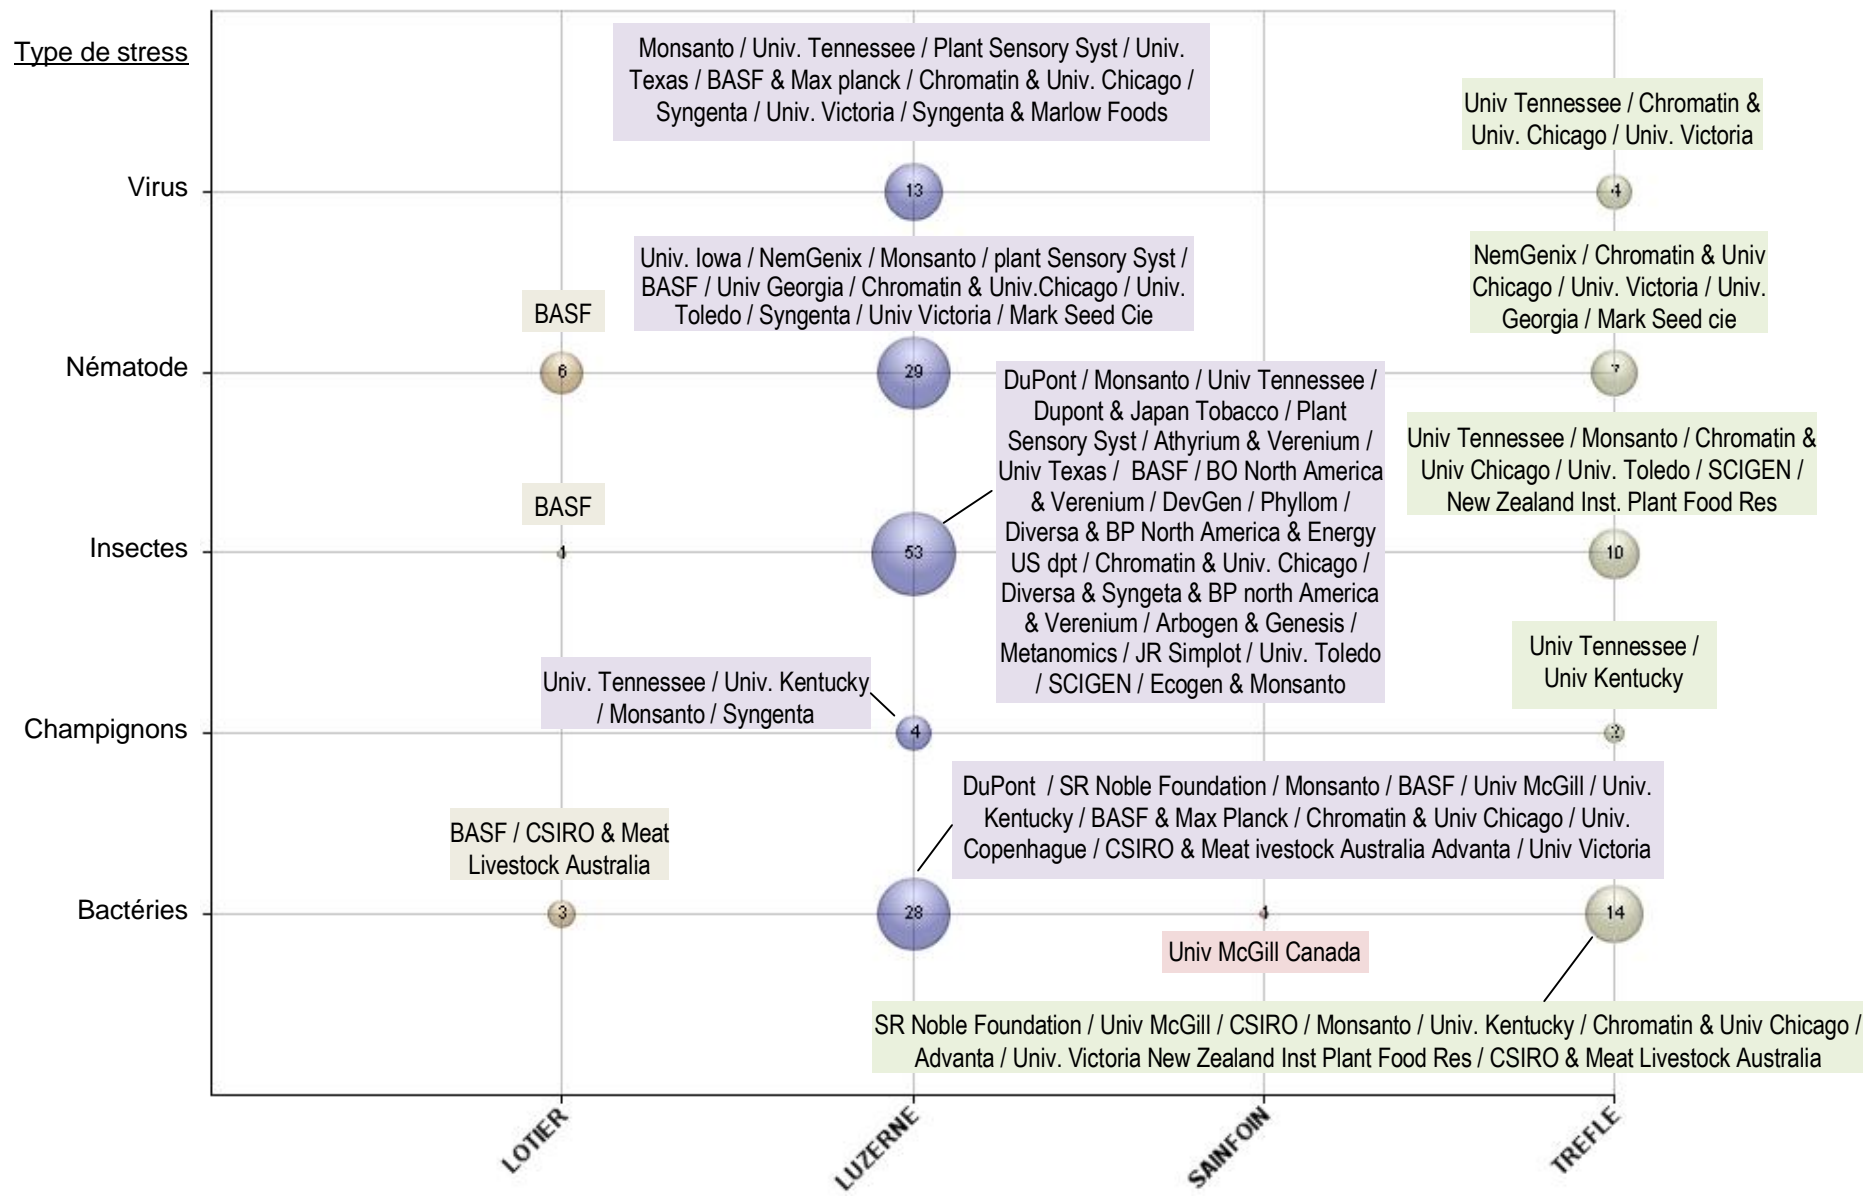 Type de stress
Monsanto / Univ. Tennessee / Plant Sensory Syst / Univ.
Texas / BASF & Max planck / Chromatin & Univ. Chicago /
Syngenta / Univ. Victoria / Syngenta & Marlow Foods
Univ Tennessee / Chromatin &
Univ. Chicago / Univ. Victoria
Virus
13
4
Univ. Iowa / NemGenix / Monsanto / plant Sensory Syst /
BASF / Univ Georgia / Chromatin & Univ.Chicago / Univ.
Toledo / Syngenta / Univ Victoria / Mark Seed Cie
NemGenix / Chromatin & Univ
Chicago / Univ. Victoria / Univ.
Georgia / Mark Seed cie
BASF
Nématode
6
29
7
DuPont / Monsanto / Univ Tennessee /
Dupont & Japan Tobacco / Plant
Sensory Syst / Athyrium & Verenium /
Univ Texas / BASF / BO North America
& Verenium / DevGen / Phyllom /
Diversa & BP North America & Energy
US dpt / Chromatin & Univ. Chicago /
Diversa & Syngeta & BP north America
& Verenium / Arbogen & Genesis /
Metanomics / JR Simplot / Univ. Toledo
/ SCIGEN / Ecogen & Monsanto
Univ Tennessee / Monsanto / Chromatin &
Univ Chicago / Univ. Toledo / SCIGEN /
New Zealand Inst. Plant Food Res
BASF
Insectes
1
53
10
Univ. Tennessee / Univ. Kentucky
/ Monsanto / Syngenta
Univ Tennessee /
Univ Kentucky
Champignons
4
2
DuPont / SR Noble Foundation / Monsanto / BASF / Univ McGill / Univ.
Kentucky / BASF & Max Planck / Chromatin & Univ Chicago / Univ.
Copenhague / CSIRO & Meat ivestock Australia Advanta / Univ Victoria
BASF / CSIRO & Meat
Livestock Australia
Bactéries
3
28
1
14
Univ McGill Canada
SR Noble Foundation / Univ McGill / CSIRO / Monsanto / Univ. Kentucky / Chromatin & Univ Chicago /
Advanta / Univ. Victoria New Zealand Inst Plant Food Res / CSIRO & Meat Livestock Australia
LOTIER
LUZERNE
SAINFOIN
TREFLE